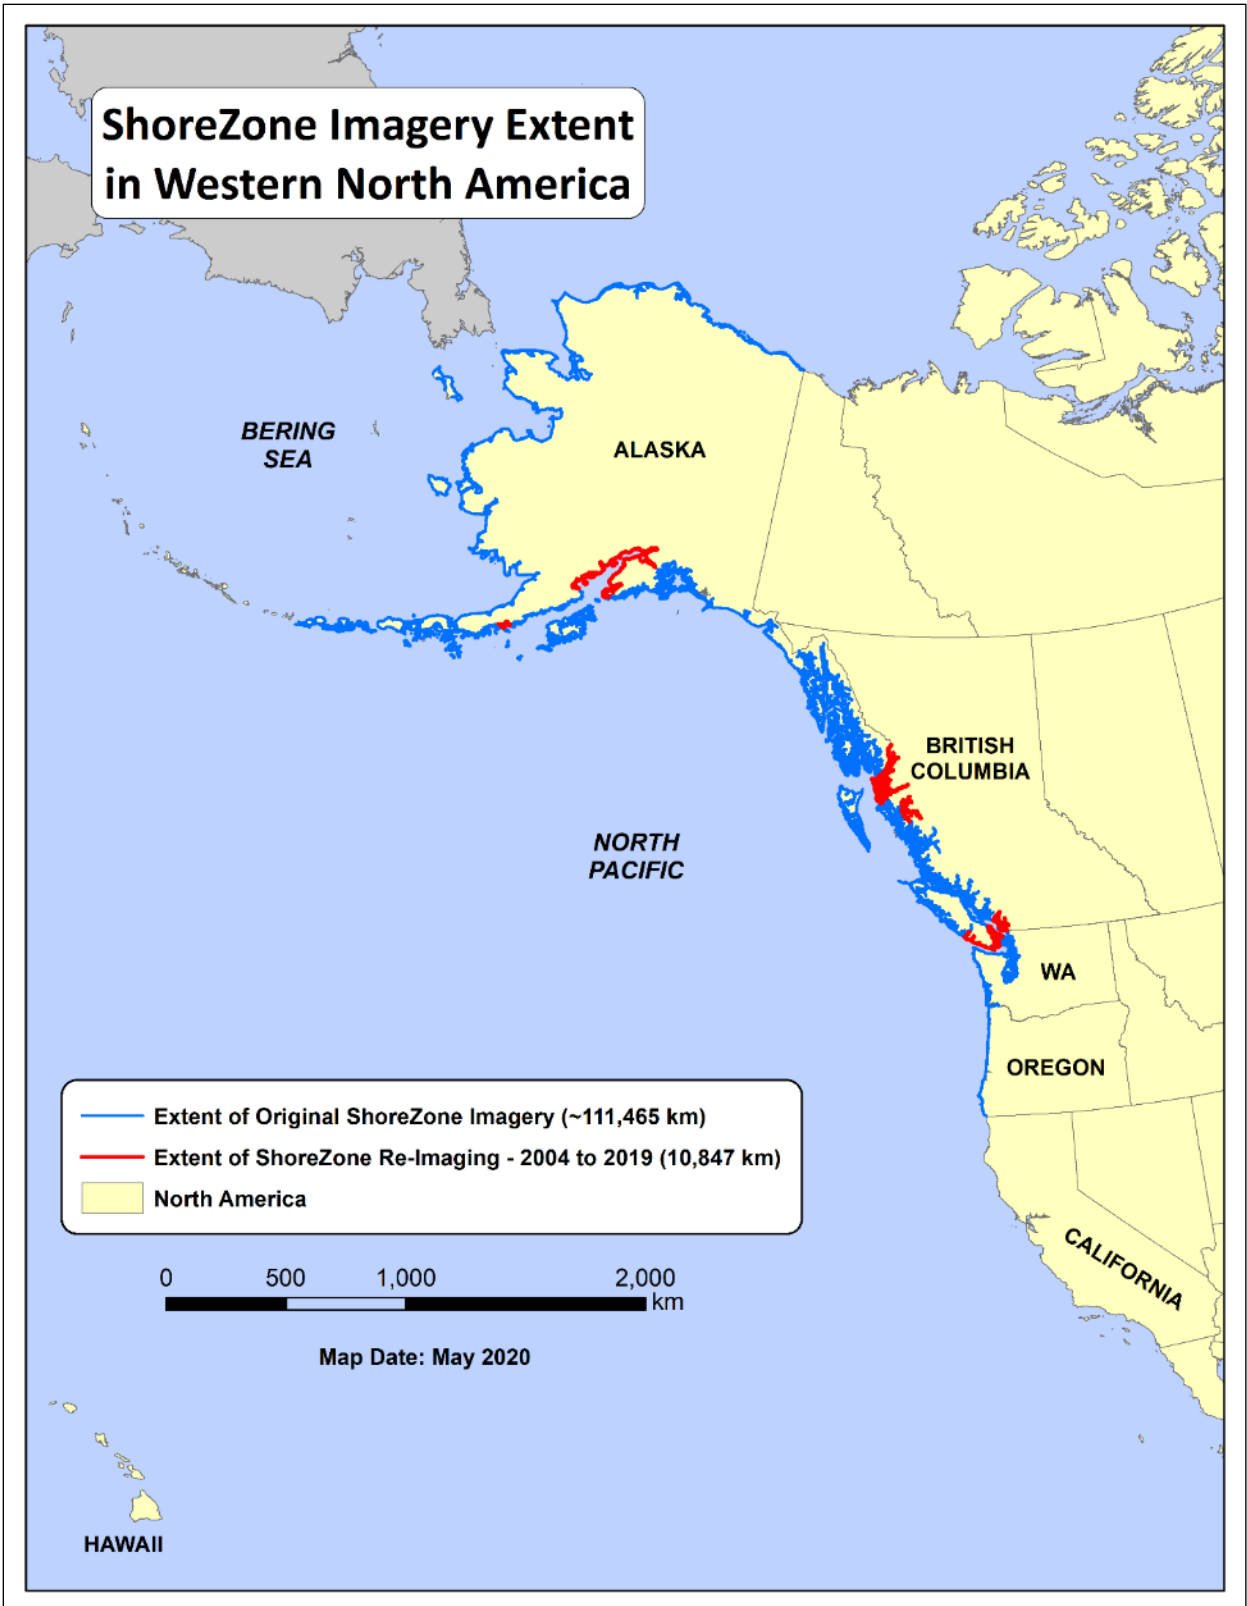 ShoreZone Imagery Extent
in Western North America
BERING
SEA
ALASKA
BRITISH
COLUMBIA
NORTH
PACIFIC
WA
OREGON
Extent of Original ShoreZone Imagery (~111,465 km)
Extent of ShoreZone Re-Imaging - 2004 to 2019 (10,847 km)
North America
CALIFORNIA
0 500 1,000 2,000
km
Map Date: May 2020
HAWAII